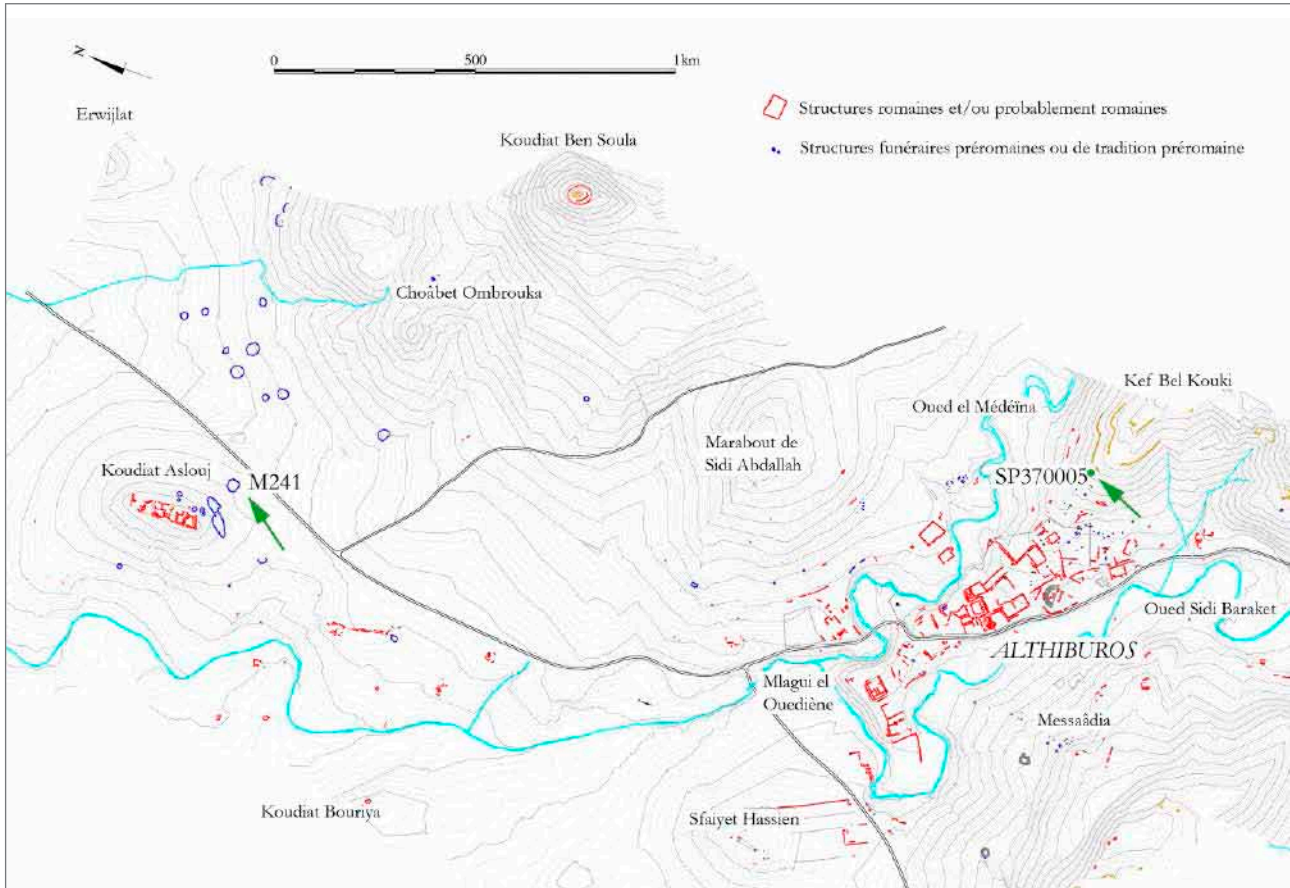 N
0
500
1km
Erwijlat
Structures romaines et/ou probablement romaines
Koudiat Ben Soula
Structures funéraires préromaines ou de tradition préromaine
Choâbet Ombrouka
Kef Bel Kouki
Oued el Médéïna
Marabout de
Sidi Abdallah
Koudiat Aslouj
M241
SP370005
Oued Sidi Baraket
ALTHIBUROS
Mlagui el
Ouediène
Messaâdia
Koudiat Bouriya
Sfaiyet Hassien